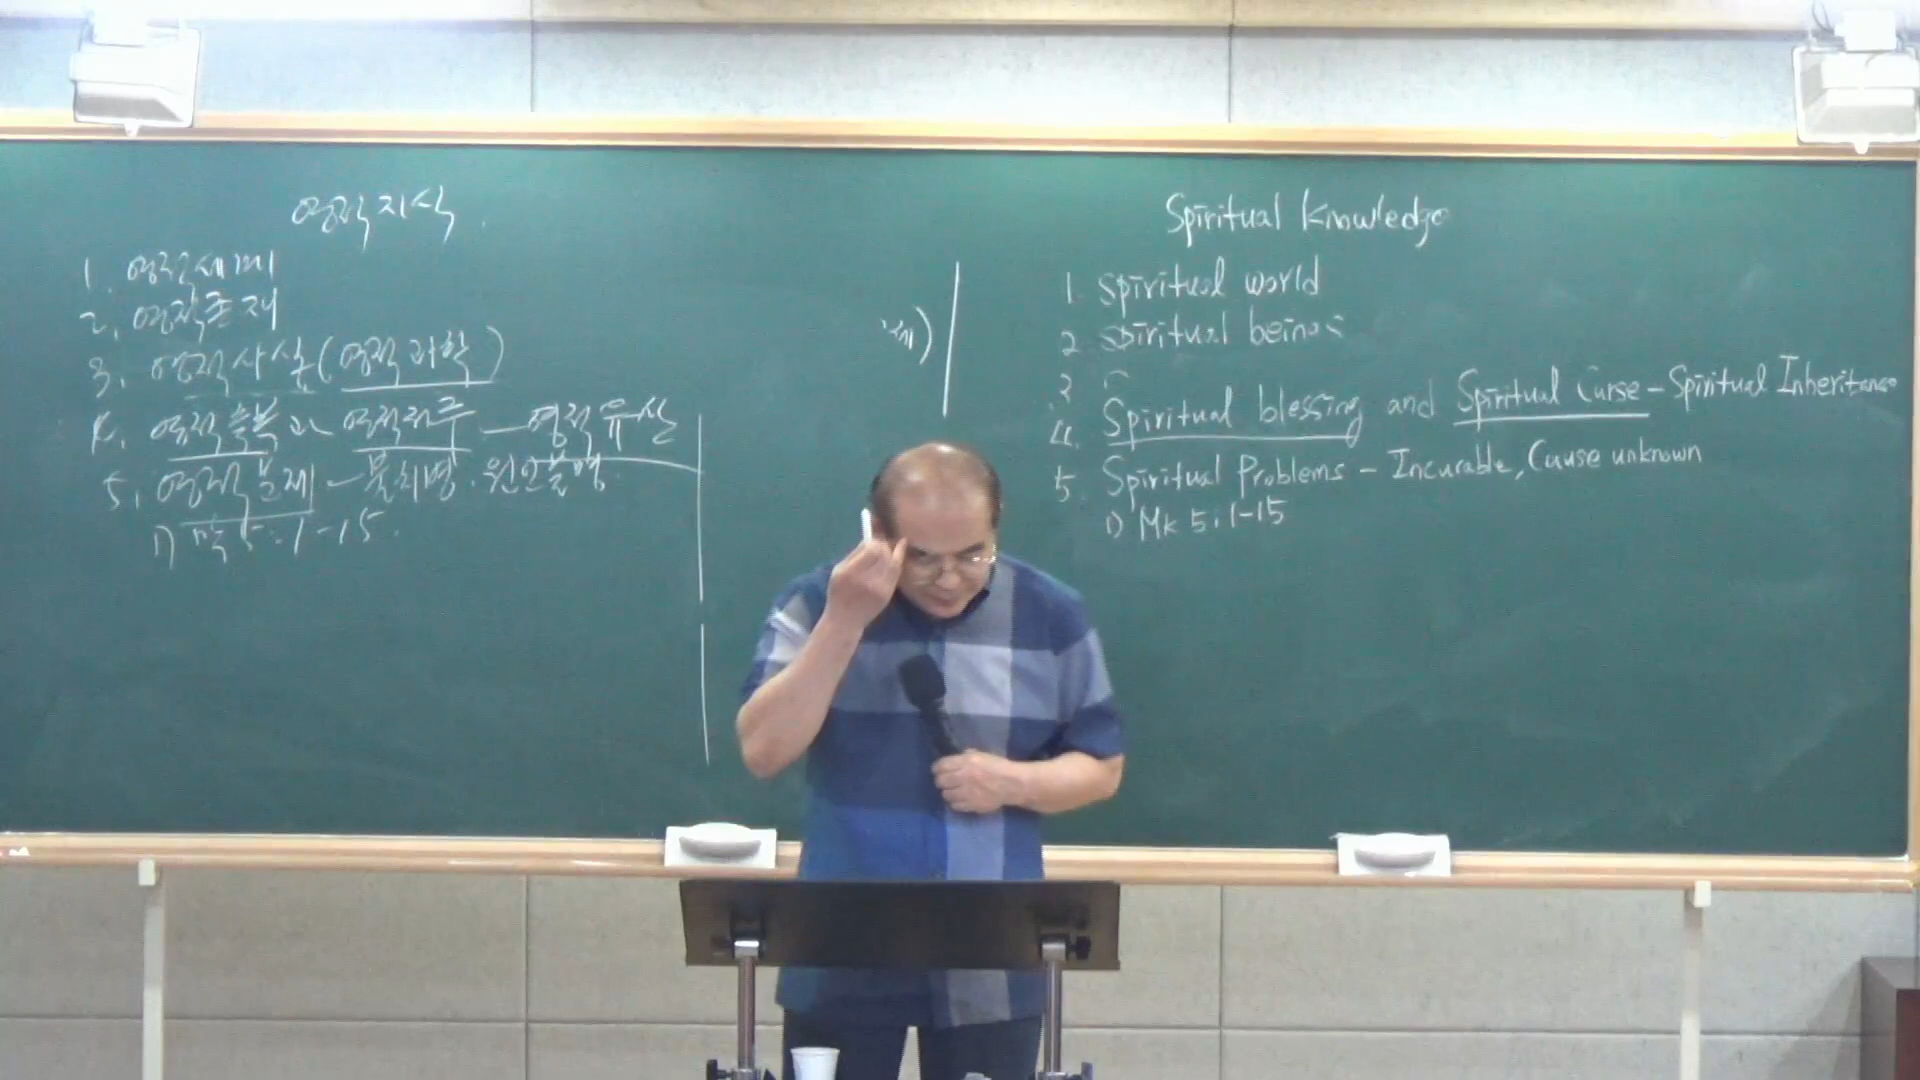 영적지식
1. 영적세계
2. 영적존재
3. 영적사실(영적과학)
4. 영적축복과 영적저주 - 영적유산
5. 영적문제 - 불치병. 원인불명.
1) 막 5:1-15.
Spiritual Knowledge
1. Spiritual world
2 Spiritual beings
3
4. Spiritual blessing and Spiritual Curse - Spiritual Inheritance
5. Spiritual Problems - Incurable, Cause unknown
1) Mk 5:1-15